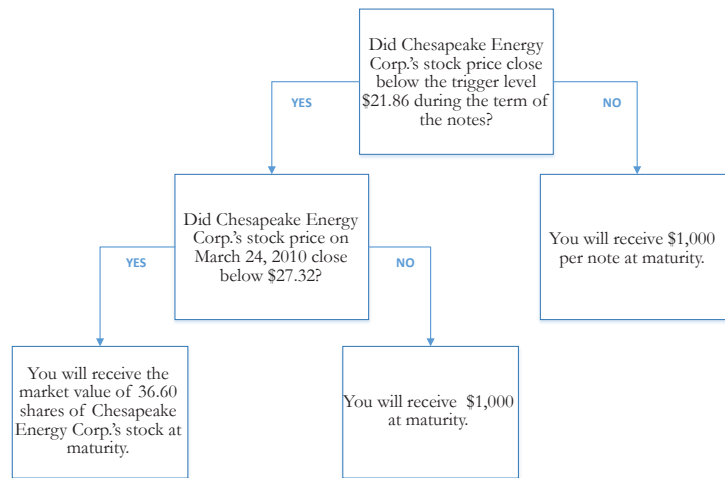 Did Chesapeake Energy
Corp.'s stock price close
below the trigger level
$21.86 during the term of
the notes?
YES
NO
Did Chesapeake Energy
Corp.'s stock price on
March 24, 2010 close
below $27.32?
You will receive $1,000
per note at maturity.
YES
NO
You will receive the
market value of 36.60
shares of Chesapeake
Energy Corp.'s stock at
maturity.
You will receive $1,000
at maturity.